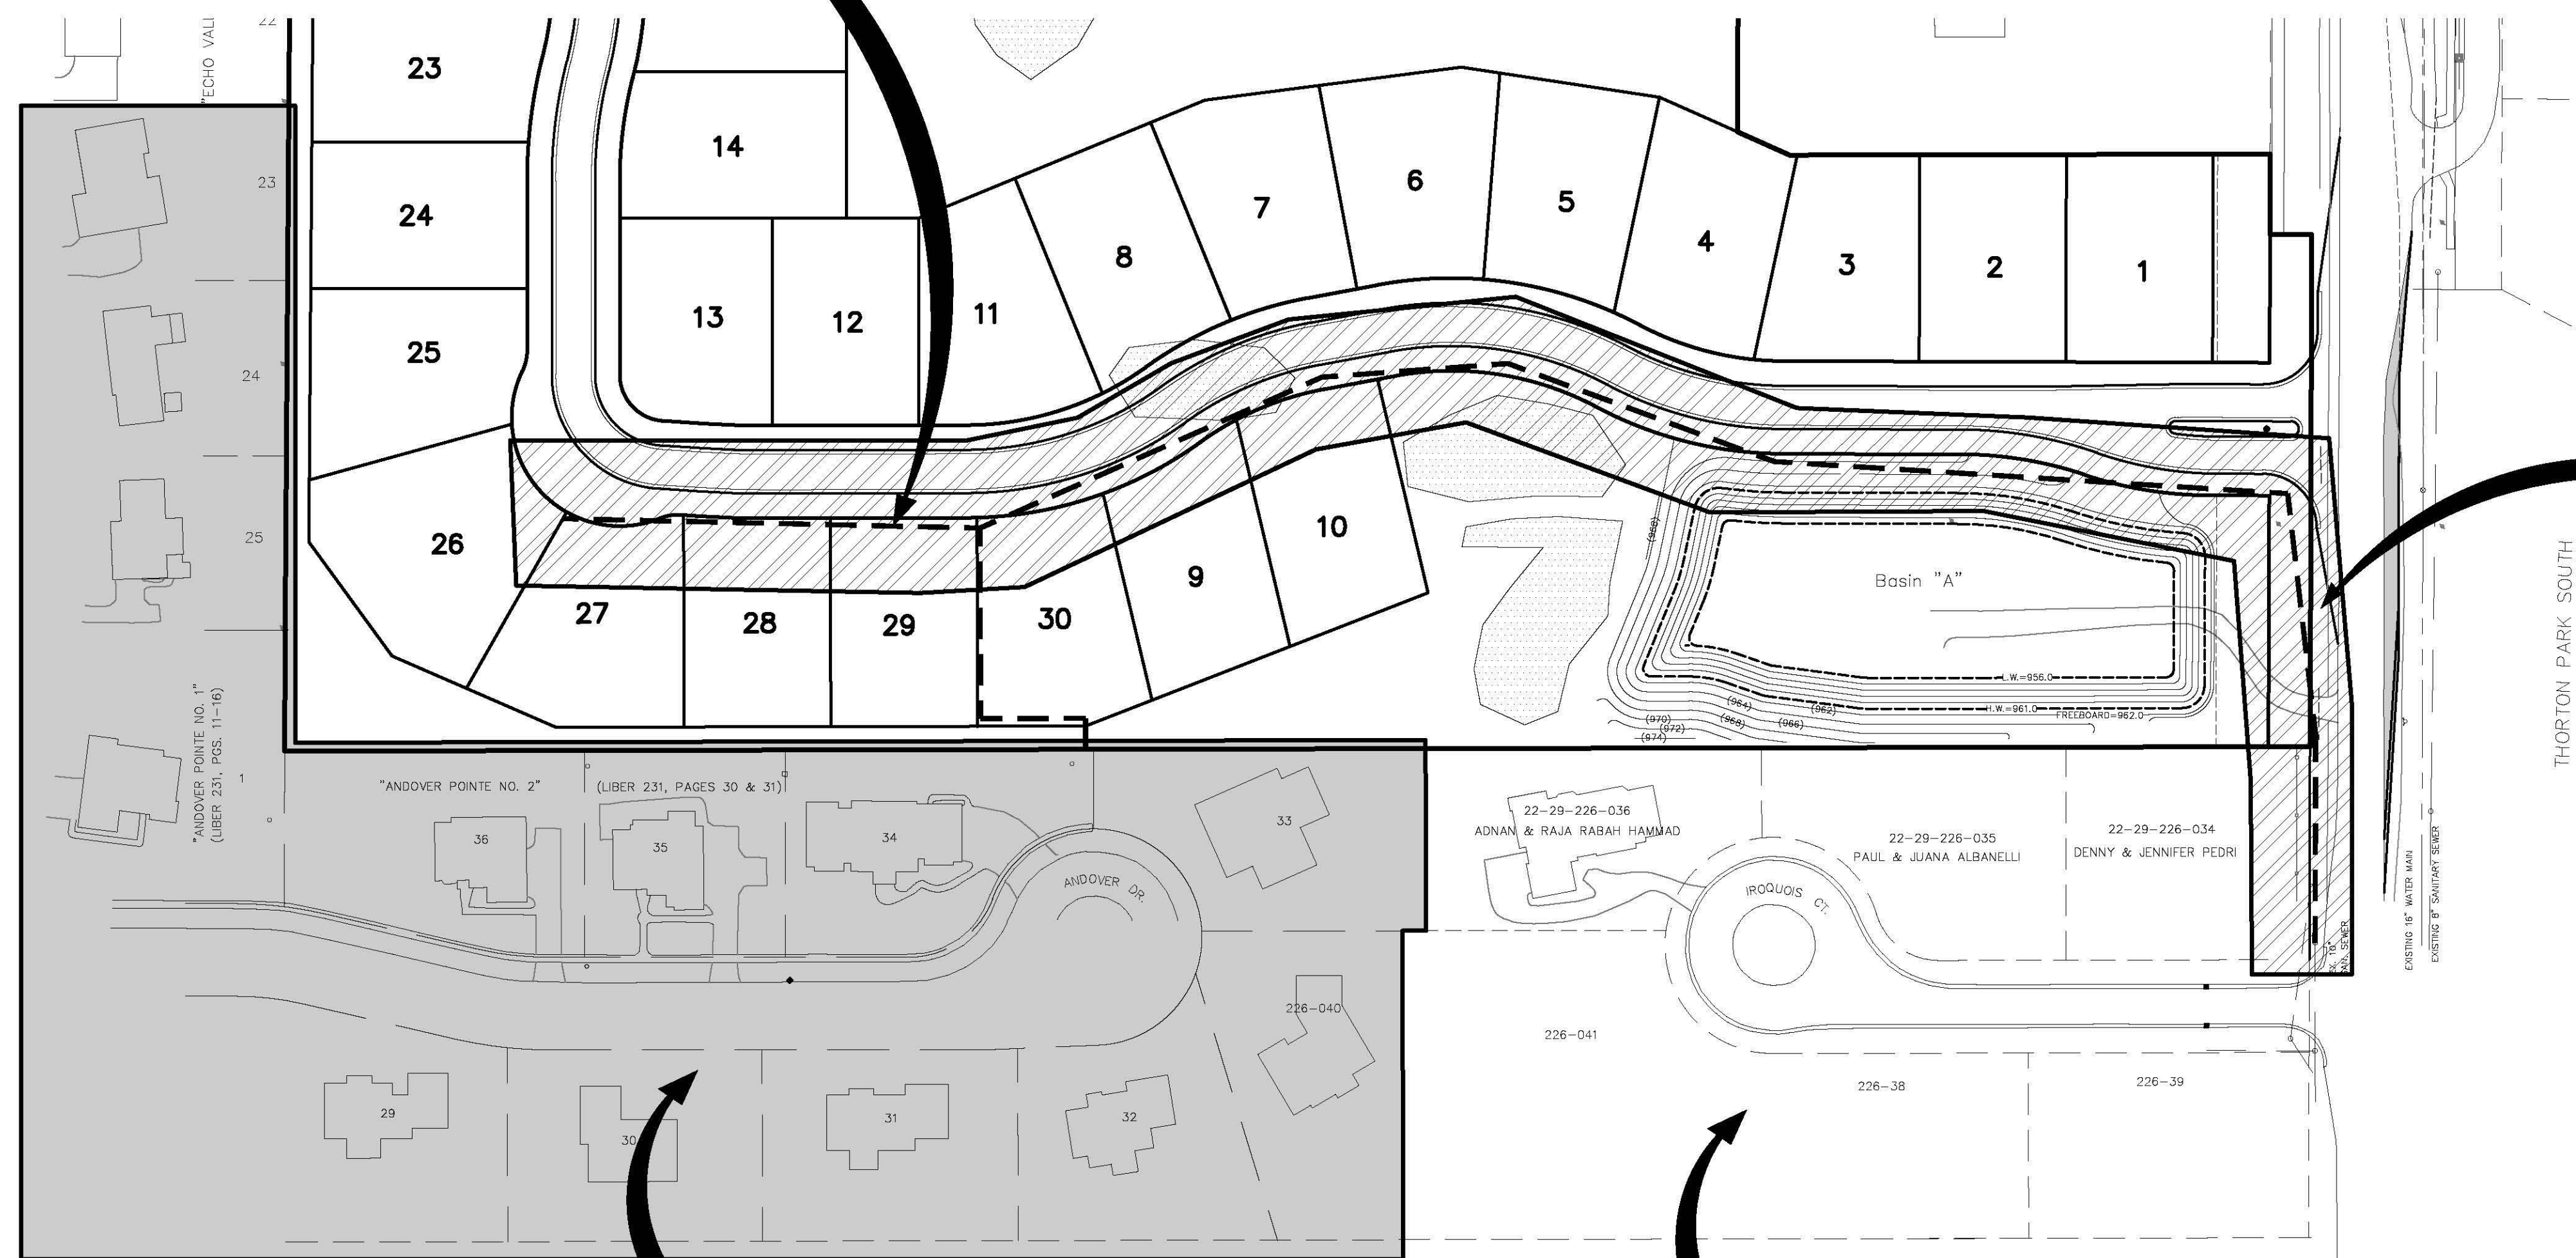 22
"ECHO VALL
23
14
24
13
12
11
8
7
6
5
4
3
2
1
25
26
27
28
29
30
9
10
23
24
25
1
"ANDOVER POINTE NO. 1"
(LIBER 231, PGS. 11-16)
Basin "A"
L.W.=956.0
H.W.=961.0
FREEBOARD=962.0
(968)
(964)
(962)
(970)
(972)
(974)
(968)
(966)
THORTON PARK SOUTH
"ANDOVER POINTE NO. 2" (LIBER 231, PAGES 30 & 31)
36
35
34
33
ANDOVER DR.
22-29-226-036
ADNAN & RAJA RABAH HAMMAD
22-29-226-035
PAUL & JUANA ALBANELLI
22-29-226-034
DENNY & JENNIFER PEDRI
IROQUOIS CT.
EX. 10"
SAN. SEWER
EXISTING 16" WATER MAIN
EXISTING 8" SANITARY SEWER
226-040
226-041
226-38
226-39
29
30
31
32